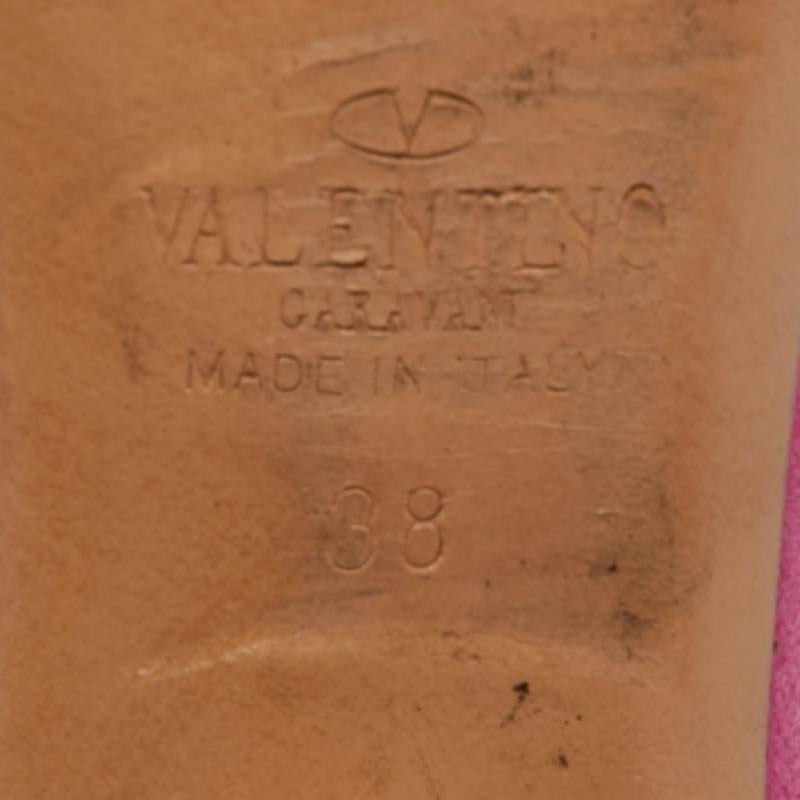 V
VALENTINO
GARAVANI
MADE IN ITALY
38